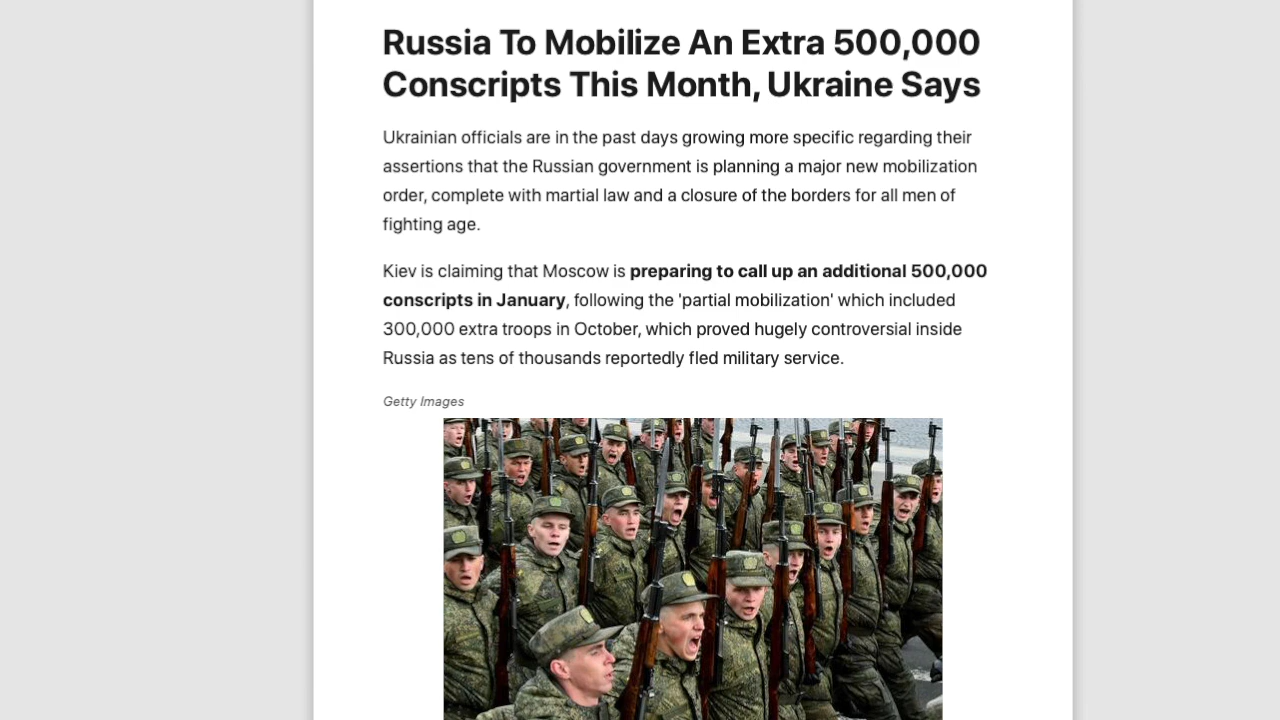 Russia To Mobilize An Extra 500,000
Conscripts This Month, Ukraine Says
Ukrainian officials are in the past days growing more specific regarding their
assertions that the Russian government is planning a major new mobilization
order, complete with martial law and a closure of the borders for all men of
fighting age.
Kiev is claiming that Moscow is preparing to call up an additional 500,000
conscripts in January, following the 'partial mobilization' which included
300,000 extra troops in October, which proved hugely controversial inside
Russia as tens of thousands reportedly fled military service.
Getty Images